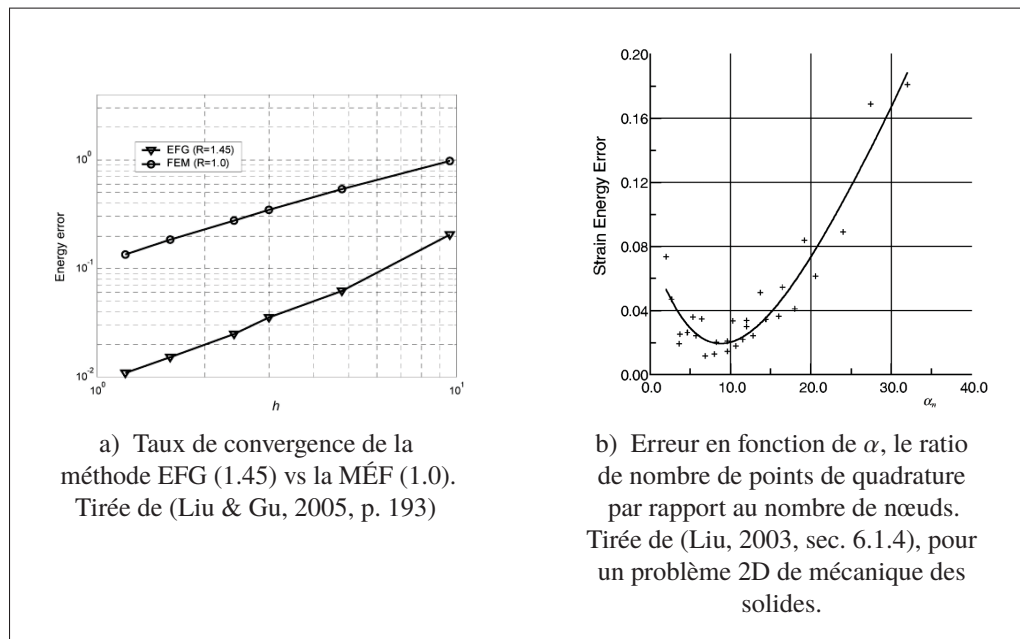 10⁰
10⁻¹
10⁻²
Energy error
EFG (R=1.45)
FEM (R=1.0)
10⁰
10¹
h
a) Taux de convergence de la
méthode EFG (1.45) vs la MÉF (1.0).
Tirée de (Liu & Gu, 2005, p. 193)
0.20
0.16
0.12
0.08
0.04
0.00
Strain Energy Error
0.0 10.0 20.0 30.0 40.0
αₙ
b) Erreur en fonction de α, le ratio
de nombre de points de quadrature
par rapport au nombre de nœuds.
Tirée de (Liu, 2003, sec. 6.1.4), pour
un problème 2D de mécanique des
solides.